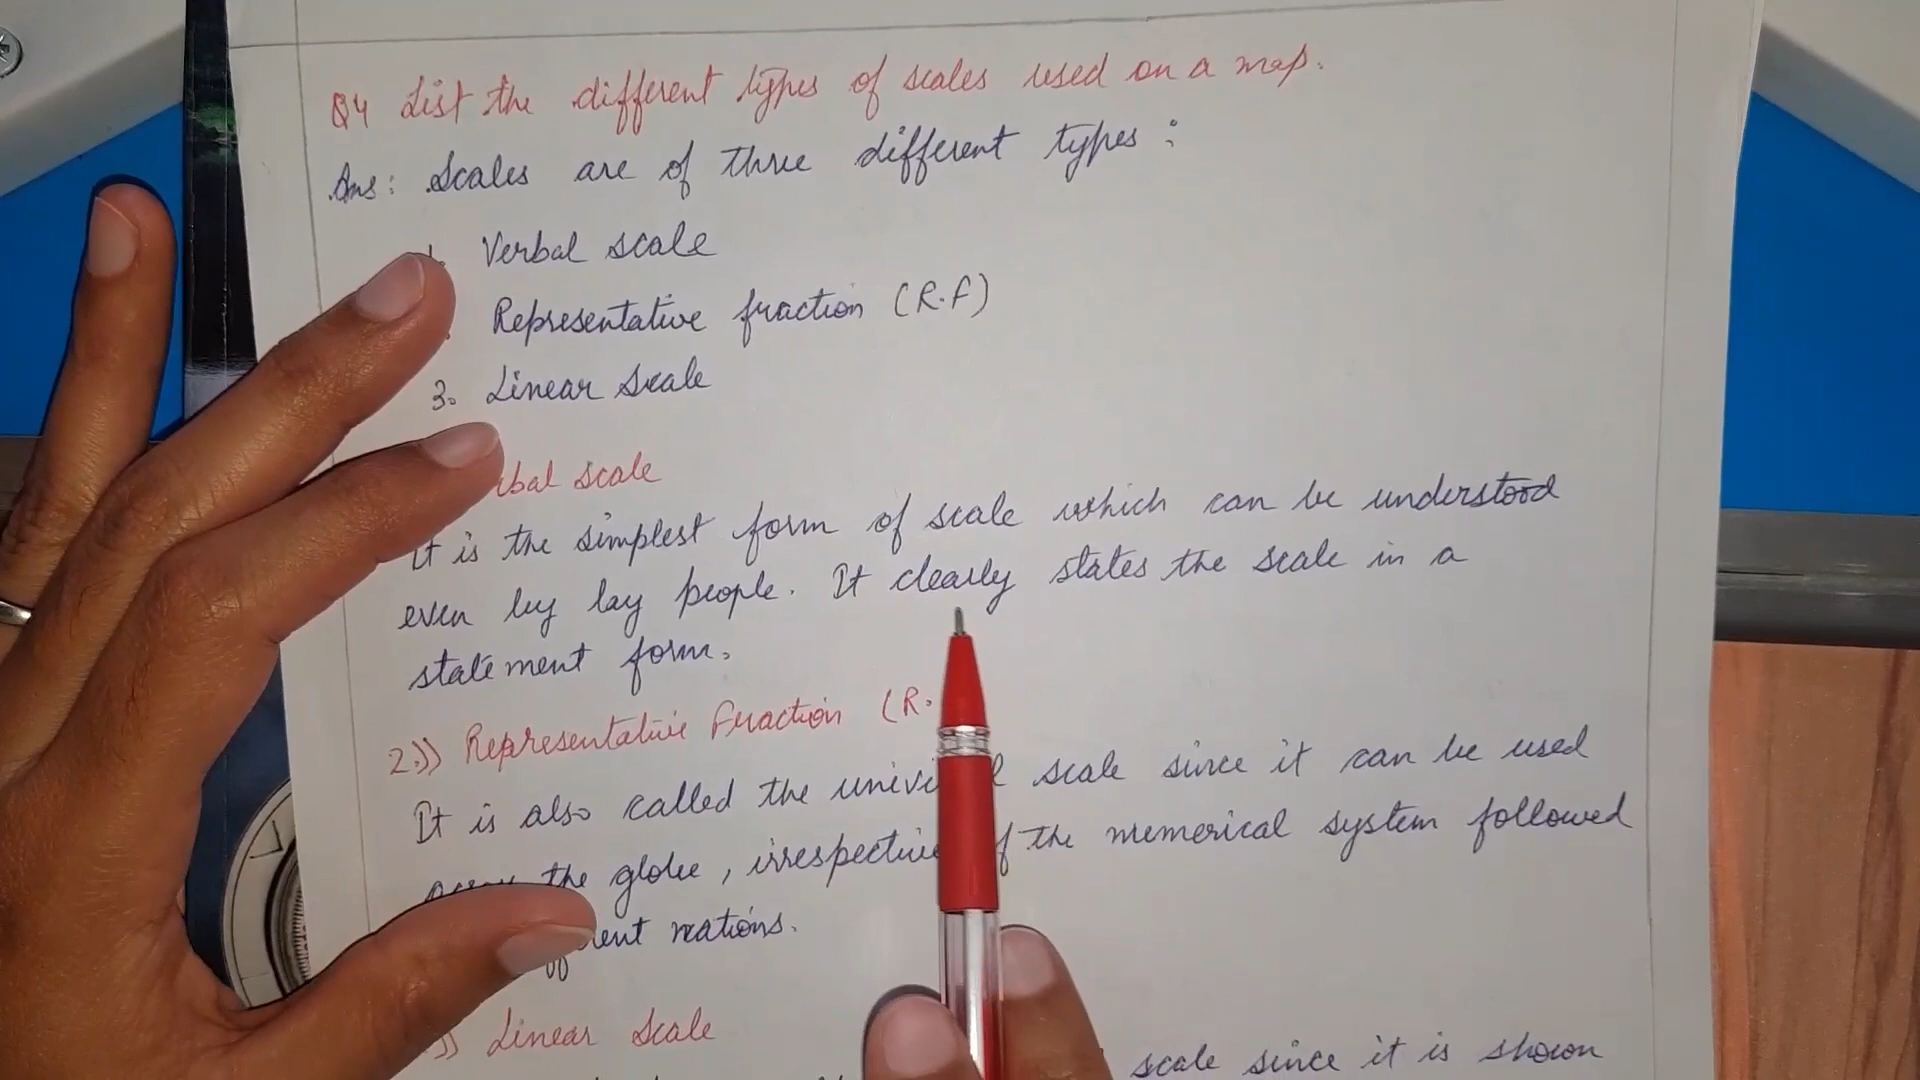 Q4 List the different types of scales used on a map.
Ans: Scales are of three different types:
1. Verbal scale
Representative fraction (R.F)
3. Linear Scale
scale
It is the simplest form of scale which can be understood
even by lay people. It clearly states the scale in a
statement form.
2.)) Representative Fraction (R.
It is also called the scale since it can be used
the globe, irrespective of the numerical system followed
nations.
)) Linear Scale
scale since it is shown